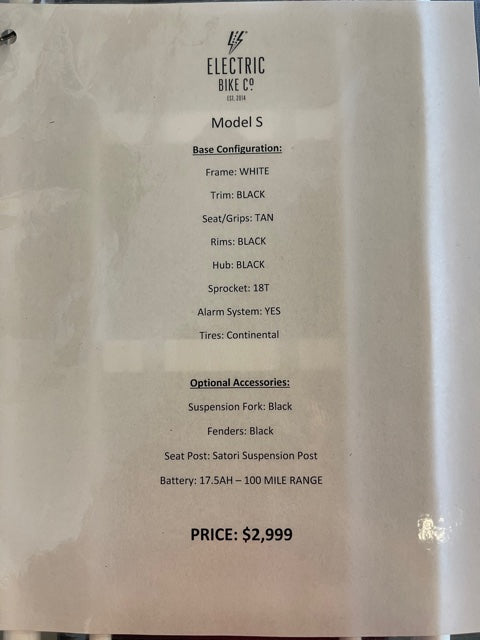 ELECTRIC
BIKE Cº
EST. 2014
Model S
Base Configuration:
Frame: WHITE
Trim: BLACK
Seat/Grips: TAN
Rims: BLACK
Hub: BLACK
Sprocket: 18T
Alarm System: YES
Tires: Continental
Optional Accessories:
Suspension Fork: Black
Fenders: Black
Seat Post: Satori Suspension Post
Battery: 17.5AH – 100 MILE RANGE
PRICE: $2,999